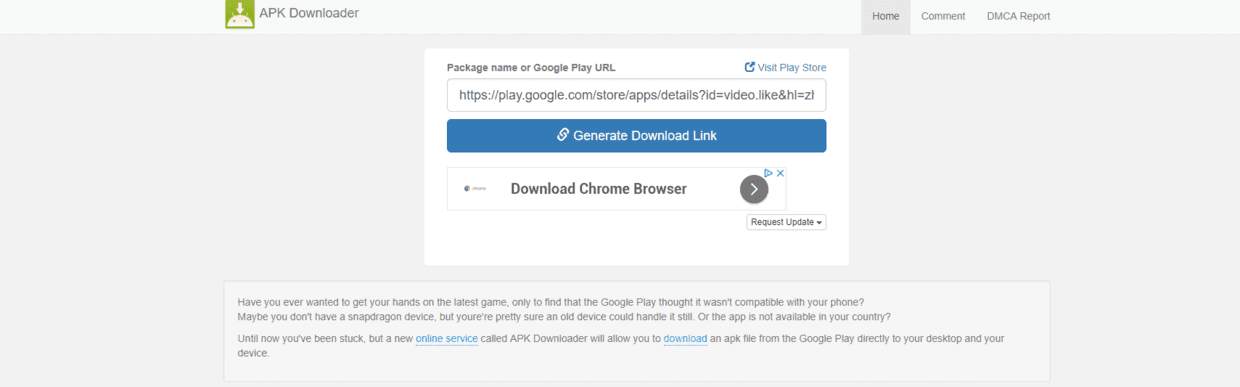 APK Downloader
Home Comment DMCA Report
Package name or Google Play URL Visit Play Store
https://play.google.com/store/apps/details?id=video.like&hl=zh
Generate Download Link
chrome Download Chrome Browser
Request Update
Have you ever wanted to get your hands on the latest game, only to find that the Google Play thought it wasn't compatible with your phone?
Maybe you don't have a snapdragon device, but youre're pretty sure an old device could handle it still. Or the app is not available in your country?
Until now you've been stuck, but a new online service called APK Downloader will allow you to download an apk file from the Google Play directly to your desktop and your
device.